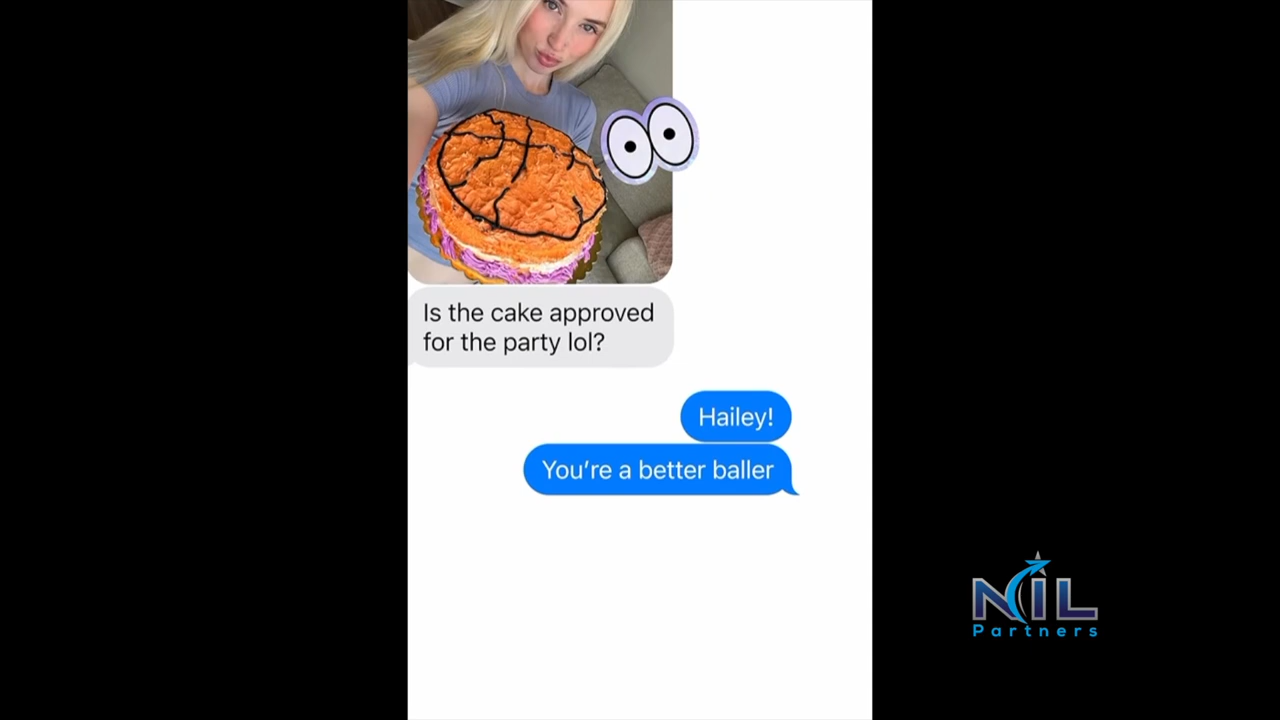 Is the cake approved
for the party lol?
Hailey!
You’re a better baller
NIL
Partners